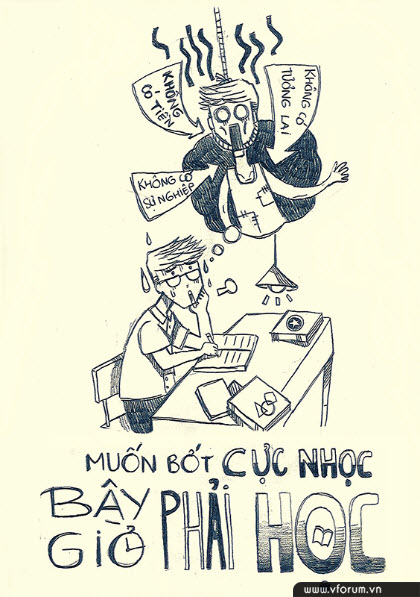 KHÔNG
CÓ TIỀN
KHÔNG CÓ
TƯƠNG LAI
KHÔNG CÓ
SỰ NGHIỆP
MUỐN BỚT CỰC NHỌC
BÂY GIỜ PHẢI HỌC
www.vforum.vn